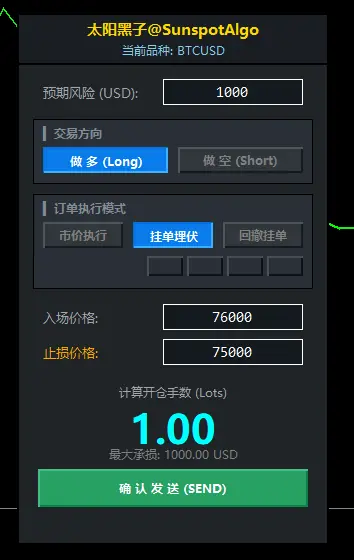 太阳黑子@SunspotAlgo
当前品种: BTCUSD
预期风险 (USD): 1000
交易方向
做 多 (Long) 做 空 (Short)
订单执行模式
市价执行 挂单埋伏 回撤挂单
入场价格: 76000
止损价格: 75000
计算开仓手数 (Lots)
1.00
最大承损: 1000.00 USD
确 认 发 送 (SEND)